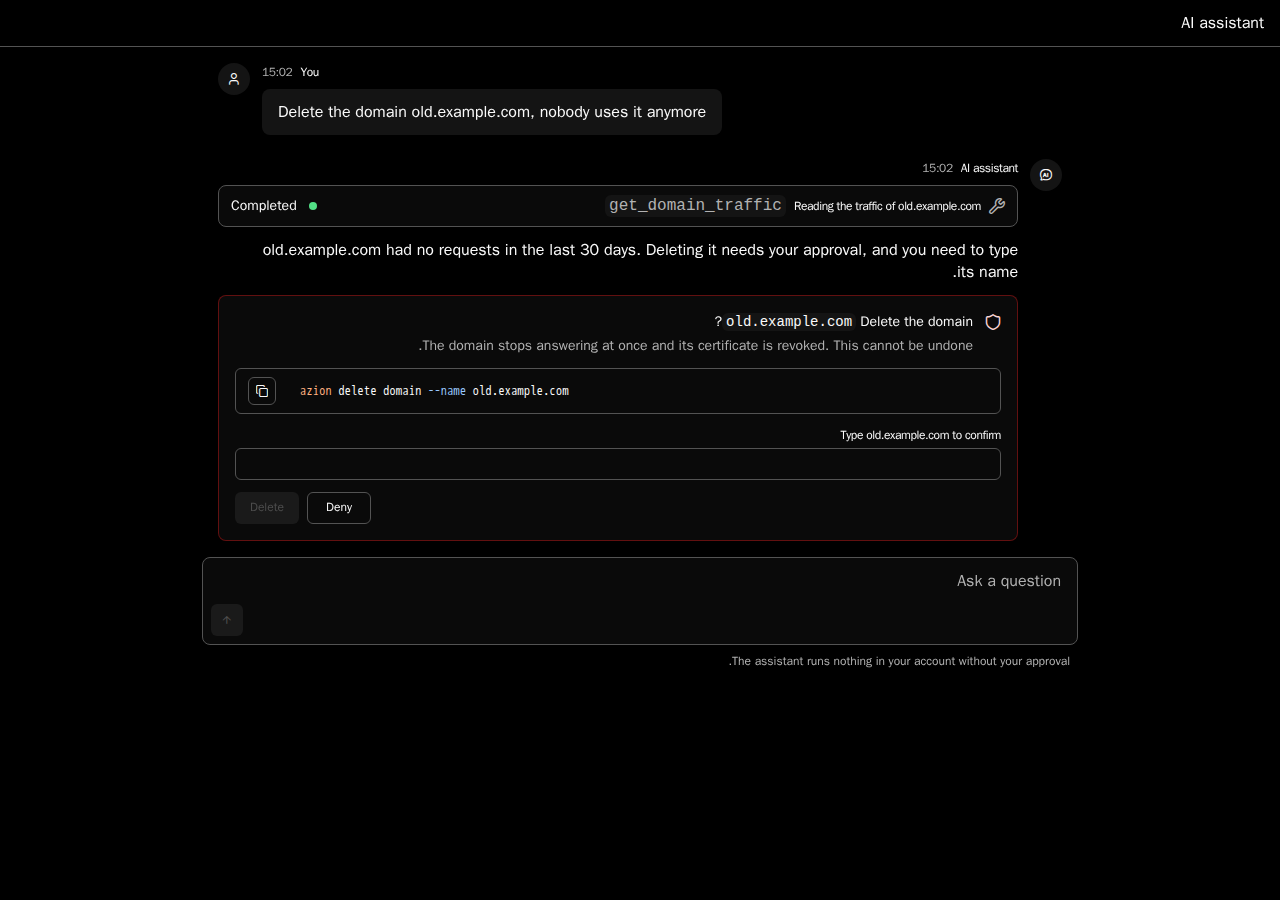 AI assistant
You 15:02
Delete the domain old.example.com, nobody uses it anymore
AI assistant 15:02
Reading the traffic of old.example.com get_domain_traffic Completed
old.example.com had no requests in the last 30 days. Deleting it needs your approval, and you need to type
its name.
Delete the domain old.example.com?
The domain stops answering at once and its certificate is revoked. This cannot be undone.
azion delete domain --name old.example.com
Type old.example.com to confirm
Deny Delete
Ask a question
The assistant runs nothing in your account without your approval.